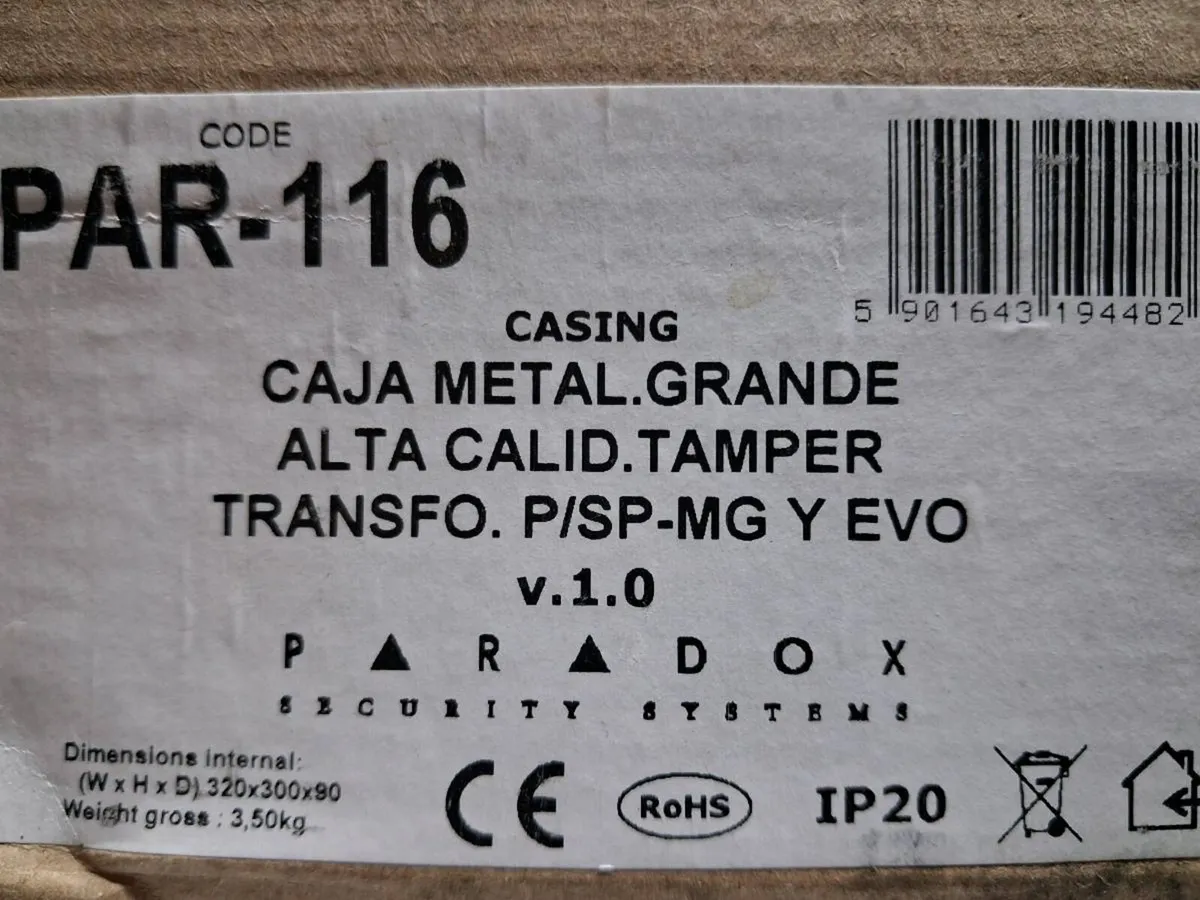 CODE
PAR-116
5 901643 194482
CASING
CAJA METAL.GRANDE
ALTA CALID.TAMPER
TRANSFO. P/SP-MG Y EVO
v.1.0
PARADOX
SECURITY SYSTEMS
Dimensions internal:
(W x H x D) 320x300x90
Weight gross : 3,50kg
CE
RoHS
IP20